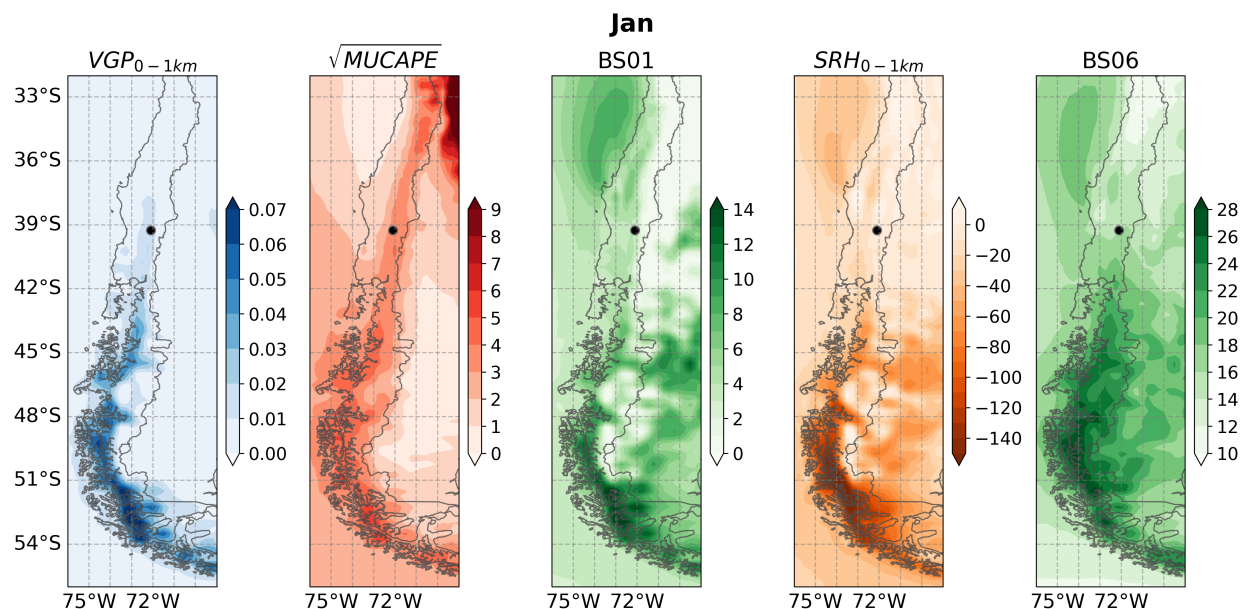 Jan
VGP0−1km
√MUCAPE
BS01
SRH0−1km
BS06
33°S
36°S
39°S
42°S
45°S
48°S
51°S
54°S
75°W 72°W
0.07
0.06
0.05
0.04
0.03
0.02
0.01
0.00
75°W 72°W
9
8
7
6
5
4
3
2
1
0
75°W 72°W
14
12
10
8
6
4
2
0
75°W 72°W
0
−20
−40
−60
−80
−100
−120
−140
75°W 72°W
28
26
24
22
20
18
16
14
12
10